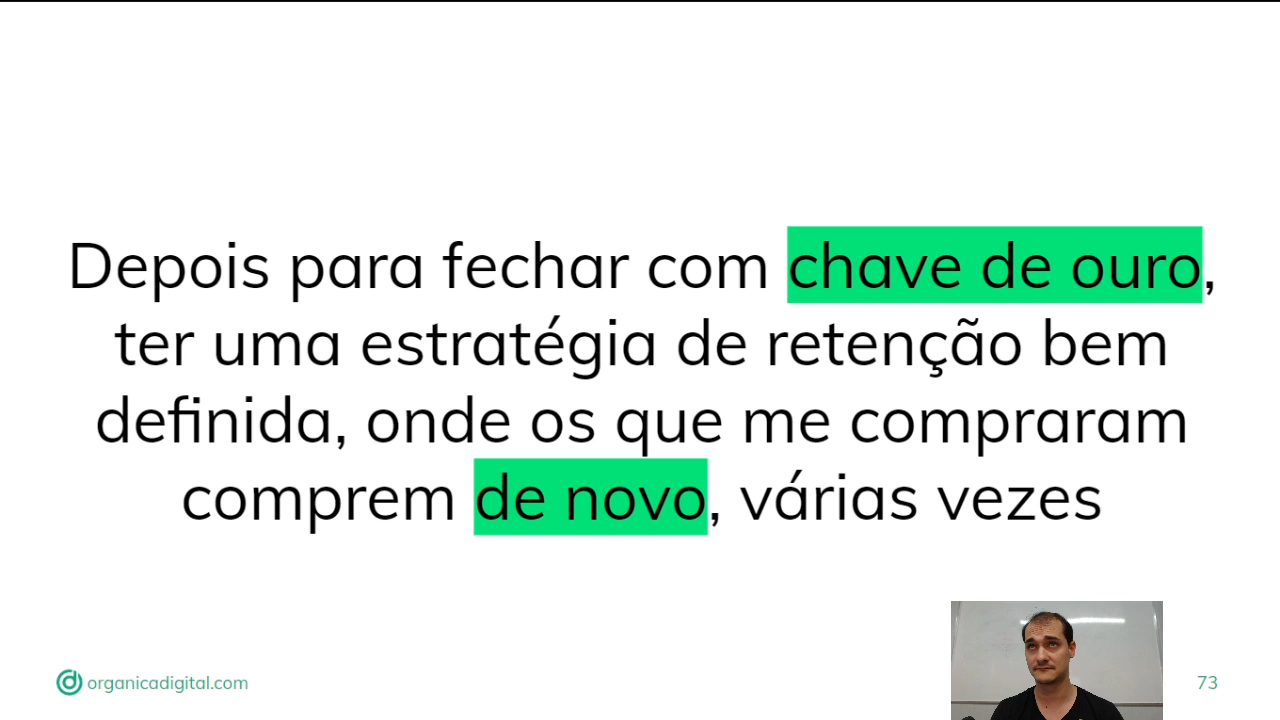 Depois para fechar com chave de ouro,
ter uma estratégia de retenção bem
definida, onde os que me compraram
comprem de novo, várias vezes
organicadigital.com
73